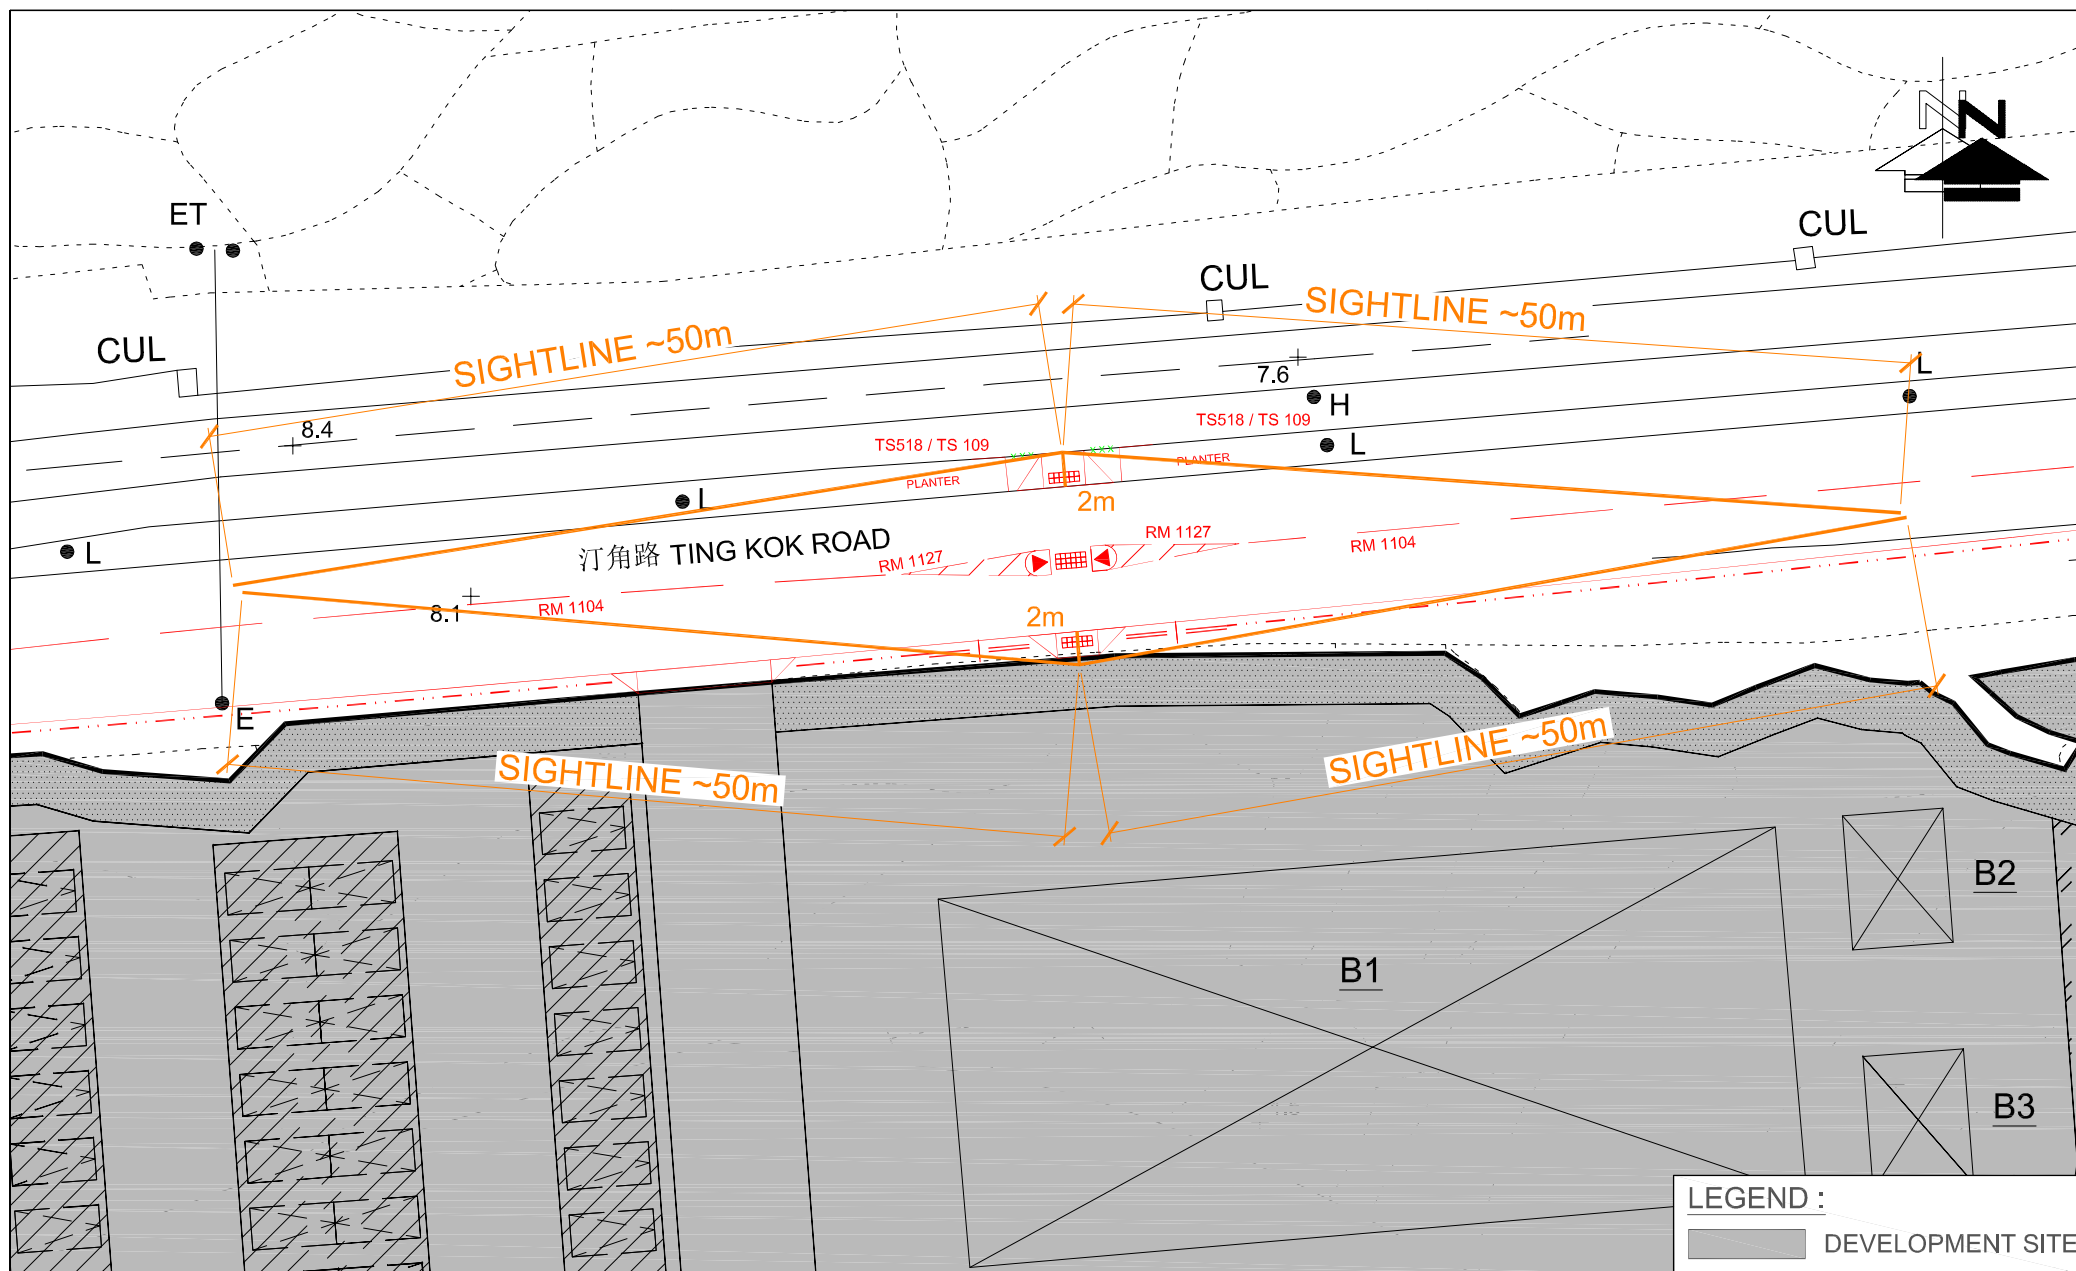 N
N
ET
CUL
CUL
CUL
SIGHTLINE ~50m
SIGHTLINE ~50m
L
7.6
H
8.4
TS518 / TS 109
TS518 / TS 109
L
PLANTER
PLANTER
L
2m
L
汀角路 TING KOK ROAD
RM 1127
RM 1127
RM 1104
8.1
RM 1104
2m
E
SIGHTLINE ~50m
SIGHTLINE ~50m
B2
B1
B3
LEGEND :
DEVELOPMENT SITE